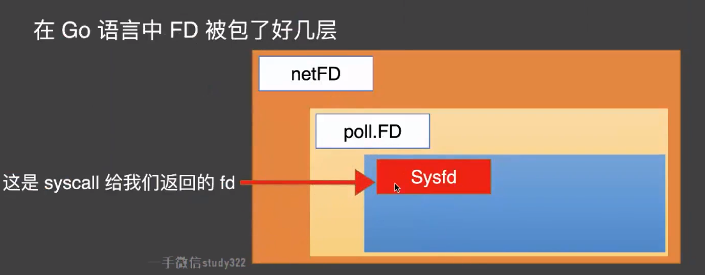 在 Go 语言中 FD 被包了好几层
netFD
poll.FD
这是 syscall 给我们返回的 fd
Sysfd
一手微信study322